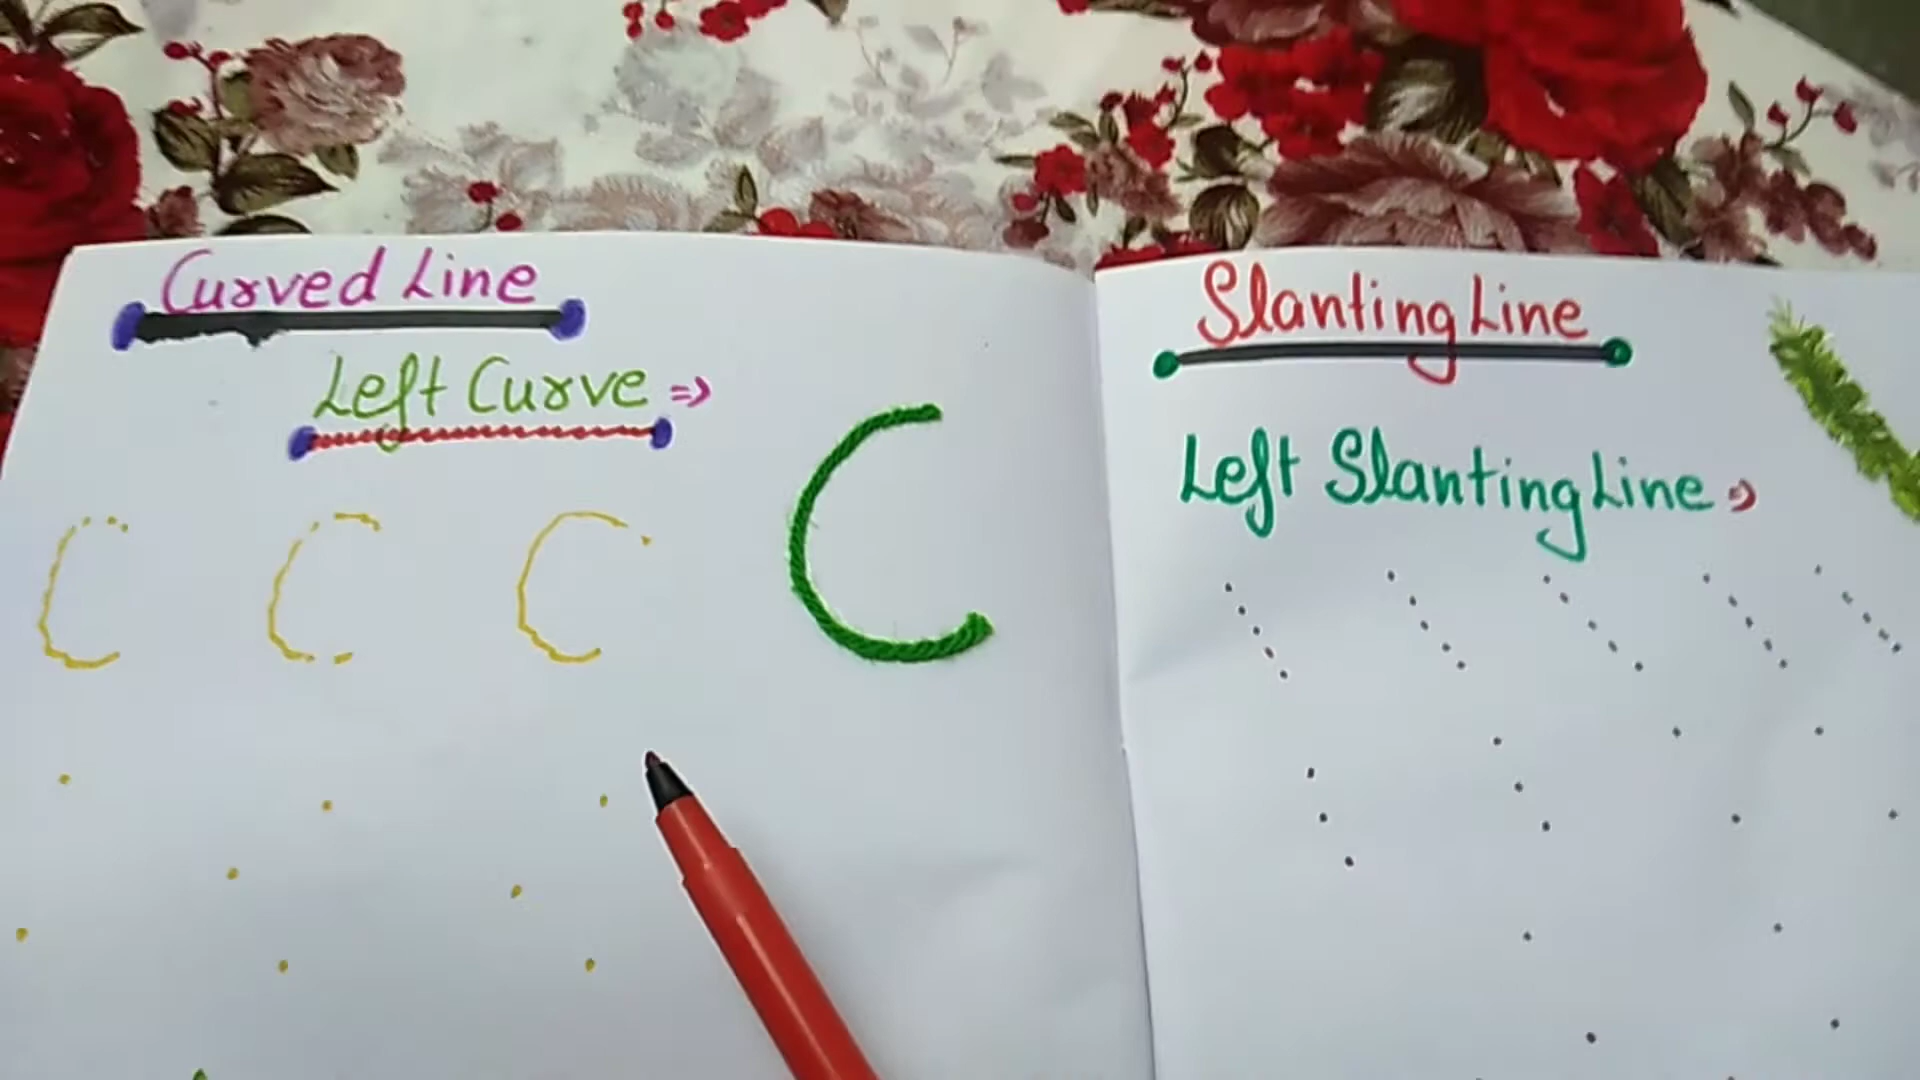 Curved Line
Left Curve ⇒
Slanting Line
Left Slanting Line ⇒